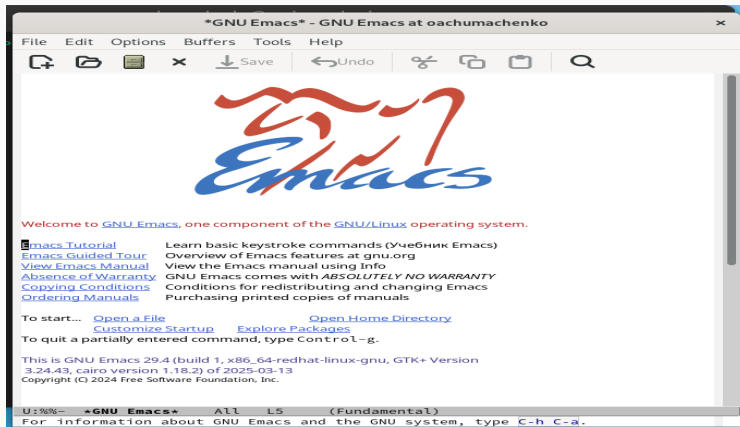 *GNU Emacs* - GNU Emacs at oachumachenko
×
File Edit Options Buffers Tools Help
Save Undo
Emacs
Welcome to GNU Emacs, one component of the GNU/Linux operating system.
Emacs Tutorial Learn basic keystroke commands (Учебник Emacs)
Emacs Guided Tour Overview of Emacs features at gnu.org
View Emacs Manual View the Emacs manual using Info
Absence of Warranty GNU Emacs comes with ABSOLUTELY NO WARRANTY
Copying Conditions Conditions for redistributing and changing Emacs
Ordering Manuals Purchasing printed copies of manuals
To start... Open a File Open Home Directory
Customize Startup Explore Packages
To quit a partially entered command, type Control-g.
This is GNU Emacs 29.4 (build 1, x86_64-redhat-linux-gnu, GTK+ Version
3.24.43, cairo version 1.18.2) of 2025-03-13
Copyright (C) 2024 Free Software Foundation, Inc.
U:%%- *GNU Emacs* All L5 (Fundamental)
For information about GNU Emacs and the GNU system, type C-h C-a.